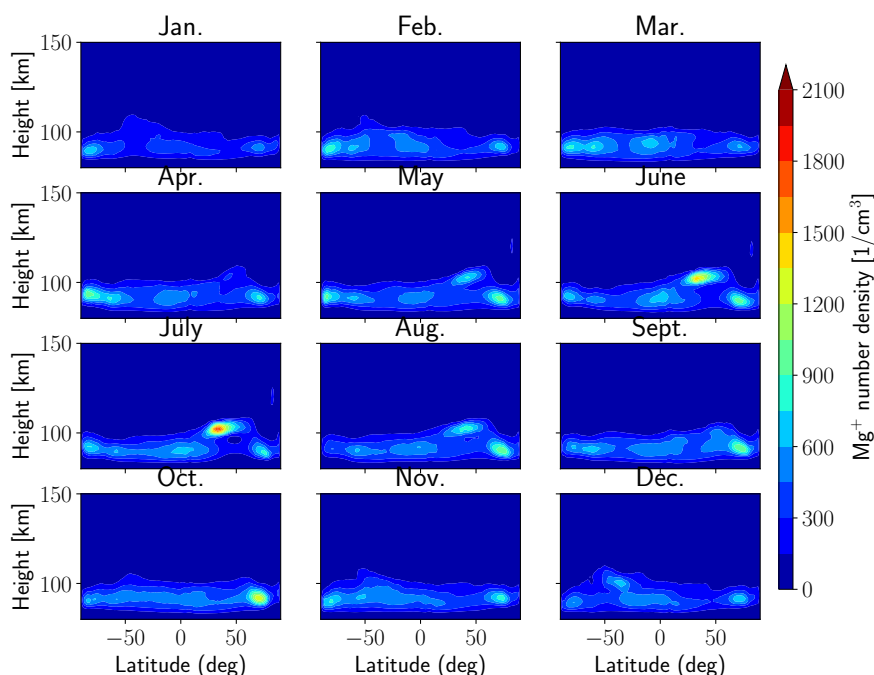 Jan.
Feb.
Mar.
150
100
Height [km]
Apr.
May
June
150
100
Height [km]
July
Aug.
Sept.
150
100
Height [km]
Oct.
Nov.
Dec.
150
100
Height [km]
−50 0 50
−50 0 50
−50 0 50
Latitude (deg)
Latitude (deg)
Latitude (deg)
2100
1800
1500
1200
900
600
300
0
Mg⁺ number density [1/cm³]